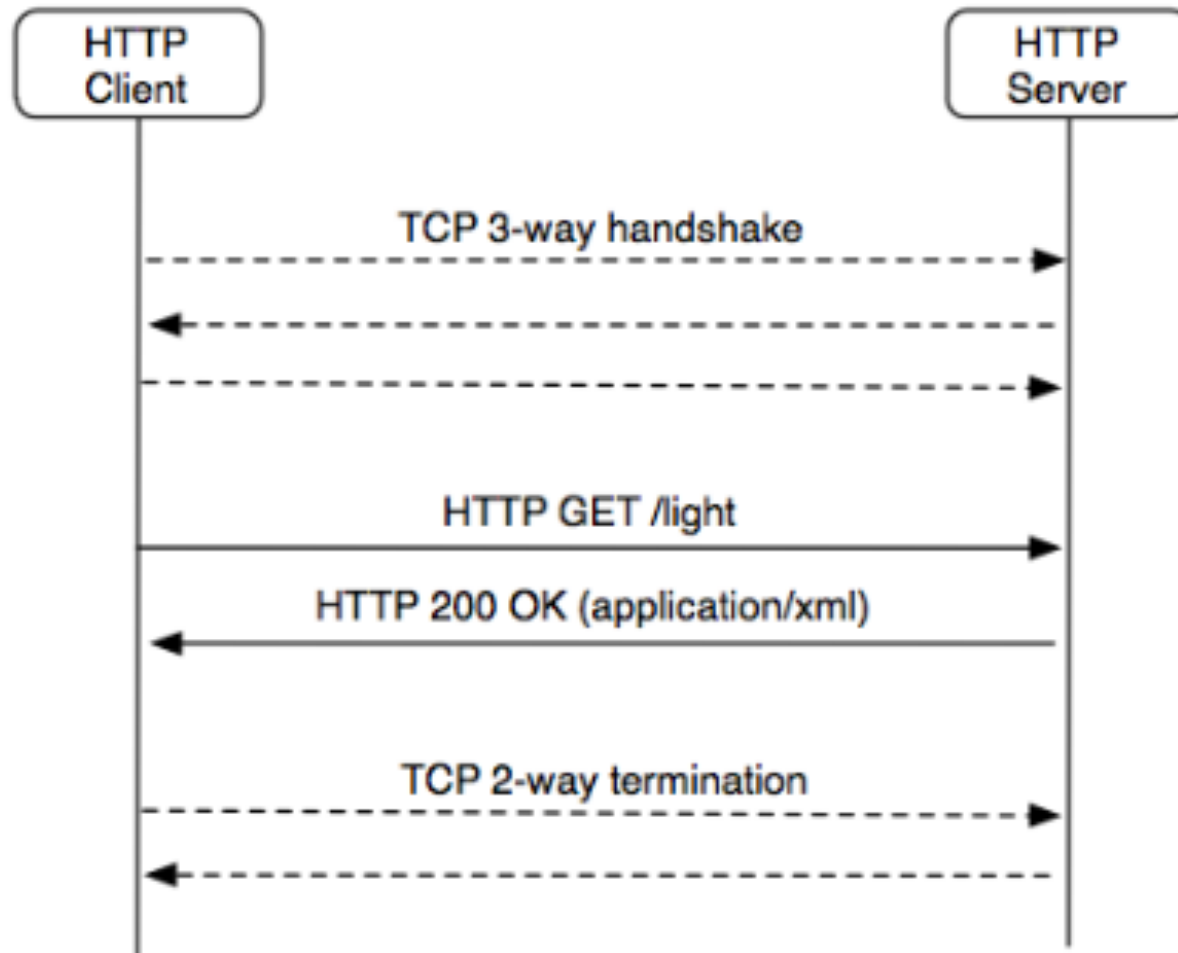 HTTP
Client
HTTP
Server
TCP 3-way handshake
HTTP GET /light
HTTP 200 OK (application/xml)
TCP 2-way termination